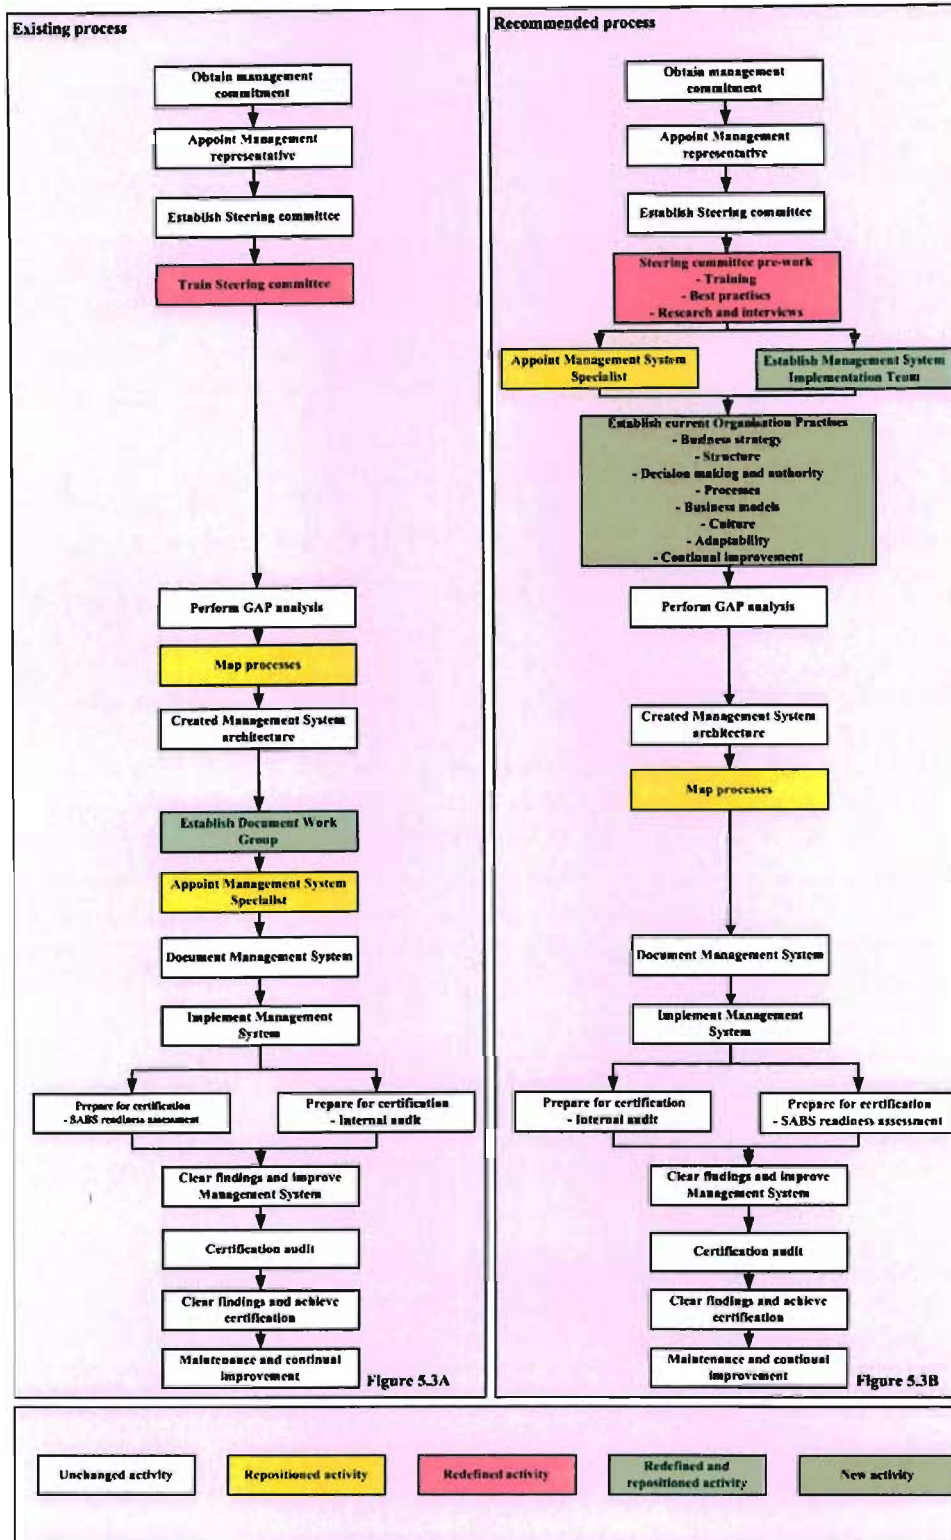 Existing process
Obtain management
commitment
Appoint Management
representative
Establish Steering committee
Train Steering committee
Perform GAP analysis
Map processes
Created Management System
architecture
Establish Document Work
Group
Appoint Management System
Specialist
Document Management System
Implement Management
System
Prepare for certification
- SABS readiness assessment
Prepare for certification
- Internal audit
Clear findings and improve
Management System
Certification audit
Clear findings and achieve
certification
Maintenance and continual
improvement
Figure 5.3A
Recommended process
Obtain management
commitment
Appoint Management
representative
Establish Steering committee
Steering committee pre-work
- Training
- Best practises
- Research and interviews
Appoint Management System
Specialist
Establish Management System
Implementation Team
Establish current Organisation Practises
- Business strategy
- Structure
- Decision making and authority
- Processes
- Business models
- Culture
- Adaptability
- Continual improvement
Perform GAP analysis
Created Management System
architecture
Map processes
Document Management System
Implement Management
System
Prepare for certification
- Internal audit
Prepare for certification
- SABS readiness assessment
Clear findings and improve
Management System
Certification audit
Clear findings and achieve
certification
Maintenance and continual
improvement
Figure 5.3B
Unchanged activity
Repositioned activity
Redefined activity
Redefined and
repositioned activity
New activity